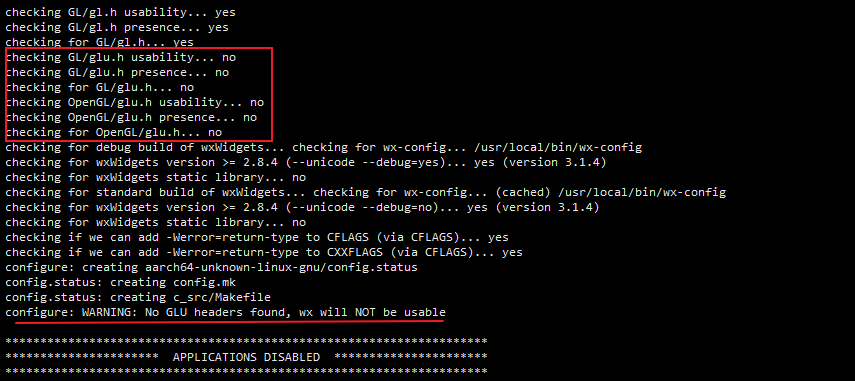 checking GL/gl.h usability... yes
checking GL/gl.h presence... yes
checking for GL/gl.h... yes
checking GL/glu.h usability... no
checking GL/glu.h presence... no
checking for GL/glu.h... no
checking OpenGL/glu.h usability... no
checking OpenGL/glu.h presence... no
checking for OpenGL/glu.h... no
checking for debug build of wxWidgets... checking for wx-config... /usr/local/bin/wx-config
checking for wxWidgets version >= 2.8.4 (--unicode --debug=yes)... yes (version 3.1.4)
checking for wxWidgets static library... no
checking for standard build of wxWidgets... checking for wx-config... (cached) /usr/local/bin/wx-config
checking for wxWidgets version >= 2.8.4 (--unicode --debug=no)... yes (version 3.1.4)
checking for wxWidgets static library... no
checking if we can add -Werror=return-type to CFLAGS (via CFLAGS)... yes
checking if we can add -Werror=return-type to CXXFLAGS (via CFLAGS)... yes
configure: creating aarch64-unknown-linux-gnu/config.status
config.status: creating config.mk
config.status: creating c_src/Makefile
configure: WARNING: No GLU headers found, wx will NOT be usable
*********************************************************************
**********************  APPLICATIONS DISABLED  **********************
*********************************************************************